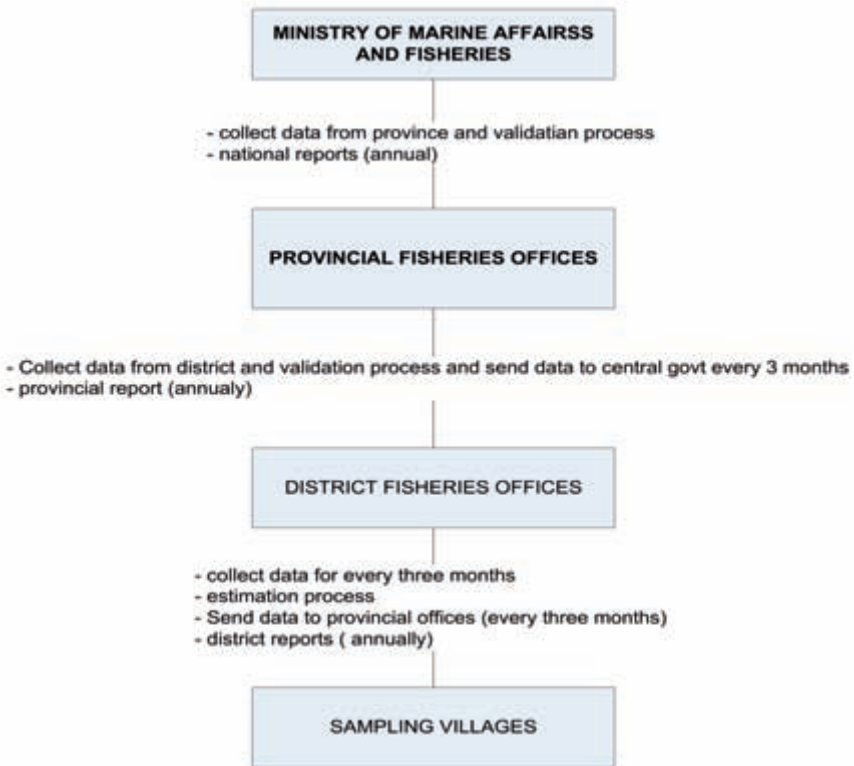 MINISTRY OF MARINE AFFAIRSS
AND FISHERIES
- collect data from province and validatian process
- national reports (annual)
PROVINCIAL FISHERIES OFFICES
- Collect data from district and validation process and send data to central govt every 3 months
- provincial report (annualy)
DISTRICT FISHERIES OFFICES
- collect data for every three months
- estimation process
- Send data to provincial offices (every three months)
- district reports ( annually)
SAMPLING VILLAGES